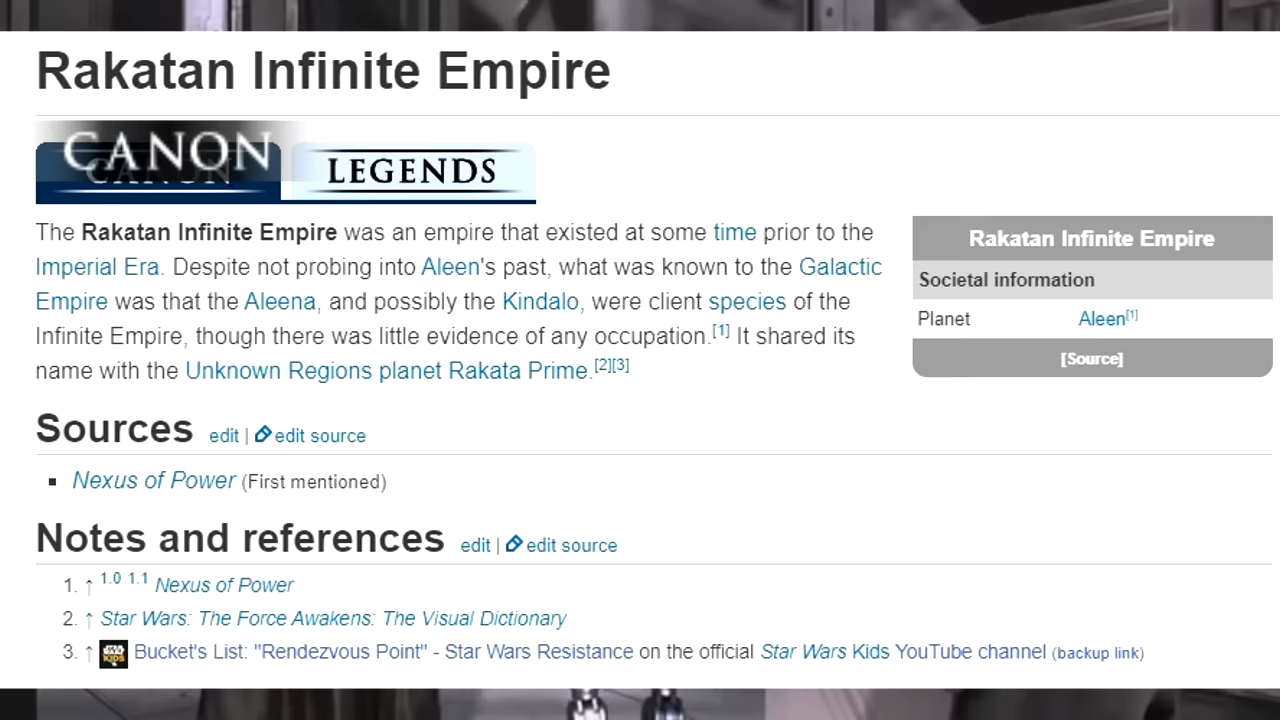 Rakatan Infinite Empire
CANON
CANON
LEGENDS
The Rakatan Infinite Empire was an empire that existed at some time prior to the
Imperial Era. Despite not probing into Aleen's past, what was known to the Galactic
Empire was that the Aleena, and possibly the Kindalo, were client species of the
Infinite Empire, though there was little evidence of any occupation.[1] It shared its
name with the Unknown Regions planet Rakata Prime.[2][3]
Rakatan Infinite Empire
Societal information
Planet Aleen[1]
[Source]
Sources edit | edit source
▪ Nexus of Power (First mentioned)
Notes and references edit | edit source
1. ↑ 1.0 1.1 Nexus of Power
2. ↑ Star Wars: The Force Awakens: The Visual Dictionary
3. ↑ STAR WARS KIDS Bucket's List: "Rendezvous Point" - Star Wars Resistance on the official Star Wars Kids YouTube channel (backup link)